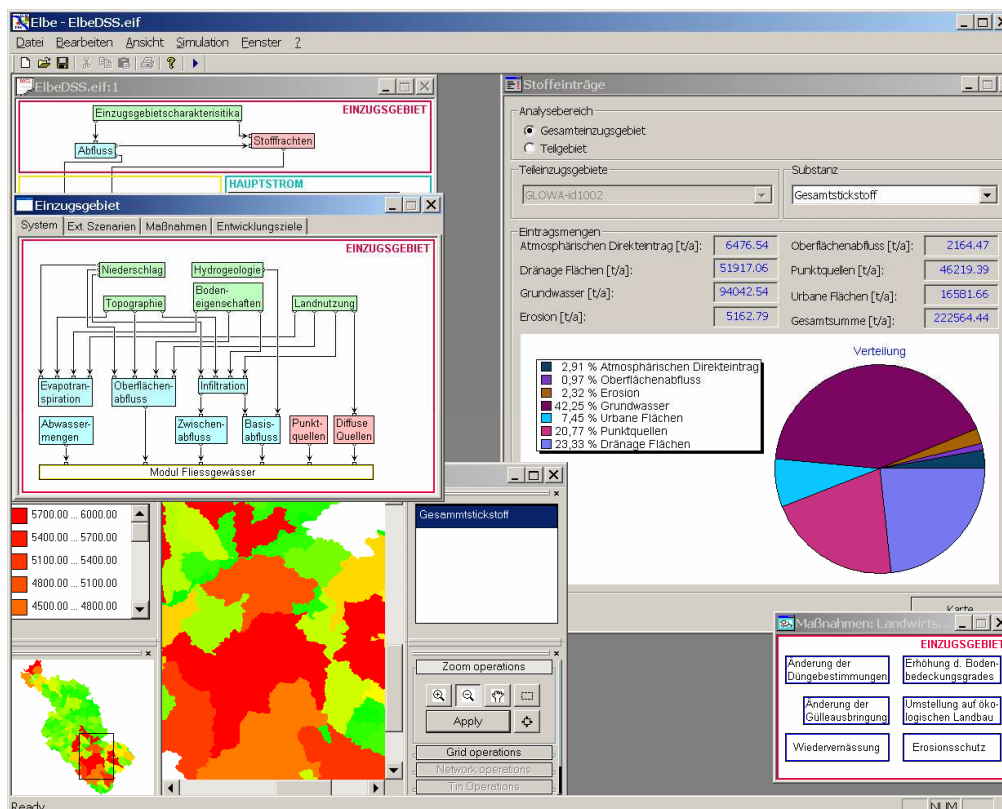 Elbe - ElbeDSS.eif
Datei Bearbeiten Ansicht Simulation Fenster ?
ElbeDSS.eif:1
EINZUGSGEBIET
Einzugsgebietscharakterisitika
Stofffrachten
Abfluss
HAUPTSTROM
Einzugsgebiet
System Ext. Szenarien Maßnahmen Entwicklungsziele
EINZUGSGEBIET
Niederschlag
Hydrogeologie
Topographie
Boden-
eigenschaften
Landnutzung
Evapotran-
spiration
Oberflächen-
abfluss
Infiltration
Abwasser-
mengen
Zwischen-
abfluss
Basis-
abfluss
Punkt-
quellen
Diffuse
Quellen
Modul Fliessgewässer
Stoffeinträge
Analysebereich
Gesamteinzugsgebiet
Teilgebiet
Teileinzugsgebiete
GLOWA-id1002
Substanz
Gesamtstickstoff
Eintragsmengen
Atmosphärischen Direkteintrag [t/a]: 6476.54
Oberflächenabfluss [t/a]: 2164.47
Dränage Flächen [t/a]: 51917.06
Punktquellen [t/a]: 46219.39
Grundwasser [t/a]: 94042.54
Urbane Flächen [t/a]: 16581.66
Erosion [t/a]: 5162.79
Gesamtsumme [t/a]: 222564.44
Verteilung
2,91 % Atmosphärischen Direkteintrag
0,97 % Oberflächenabfluss
2,32 % Erosion
42,25 % Grundwasser
7,45 % Urbane Flächen
20,77 % Punktquellen
23,33 % Dränage Flächen
Karte
5700.00 ... 6000.00
5400.00 ... 5700.00
5100.00 ... 5400.00
4800.00 ... 5100.00
4500.00 ... 4800.00
Gesammtstickstoff
Zoom operations
Apply
Grid operations
Network operations
Tin Operations
Maßnahmen: Landwirts...
EINZUGSGEBIET
Änderung der
Düngebestimmungen
Erhöhung d. Boden-
bedeckungsgrades
Änderung der
Gülleausbringung
Umstellung auf öko-
logischen Landbau
Wiedervernässung
Erosionsschutz
Ready
NUM